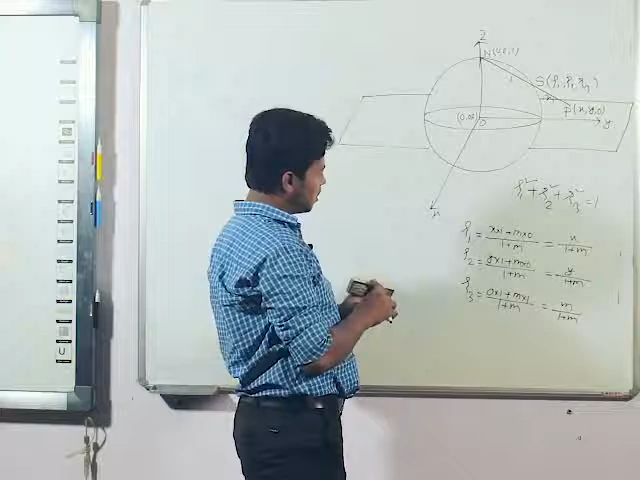 Z
N(0,0,1)
S(ξ₁, ξ₂, ξ₃)
P(x,y,0)
(0,0,0)
O
y
x
ξ₁² + ξ₂² + ξ₃² = 1
ξ₁ = x×1+m×0 / 1+m = x / 1+m
ξ₂ = y×1+m×0 / 1+m = y / 1+m
ξ₃ = 0×1+m×1 / 1+m = m / 1+m
U